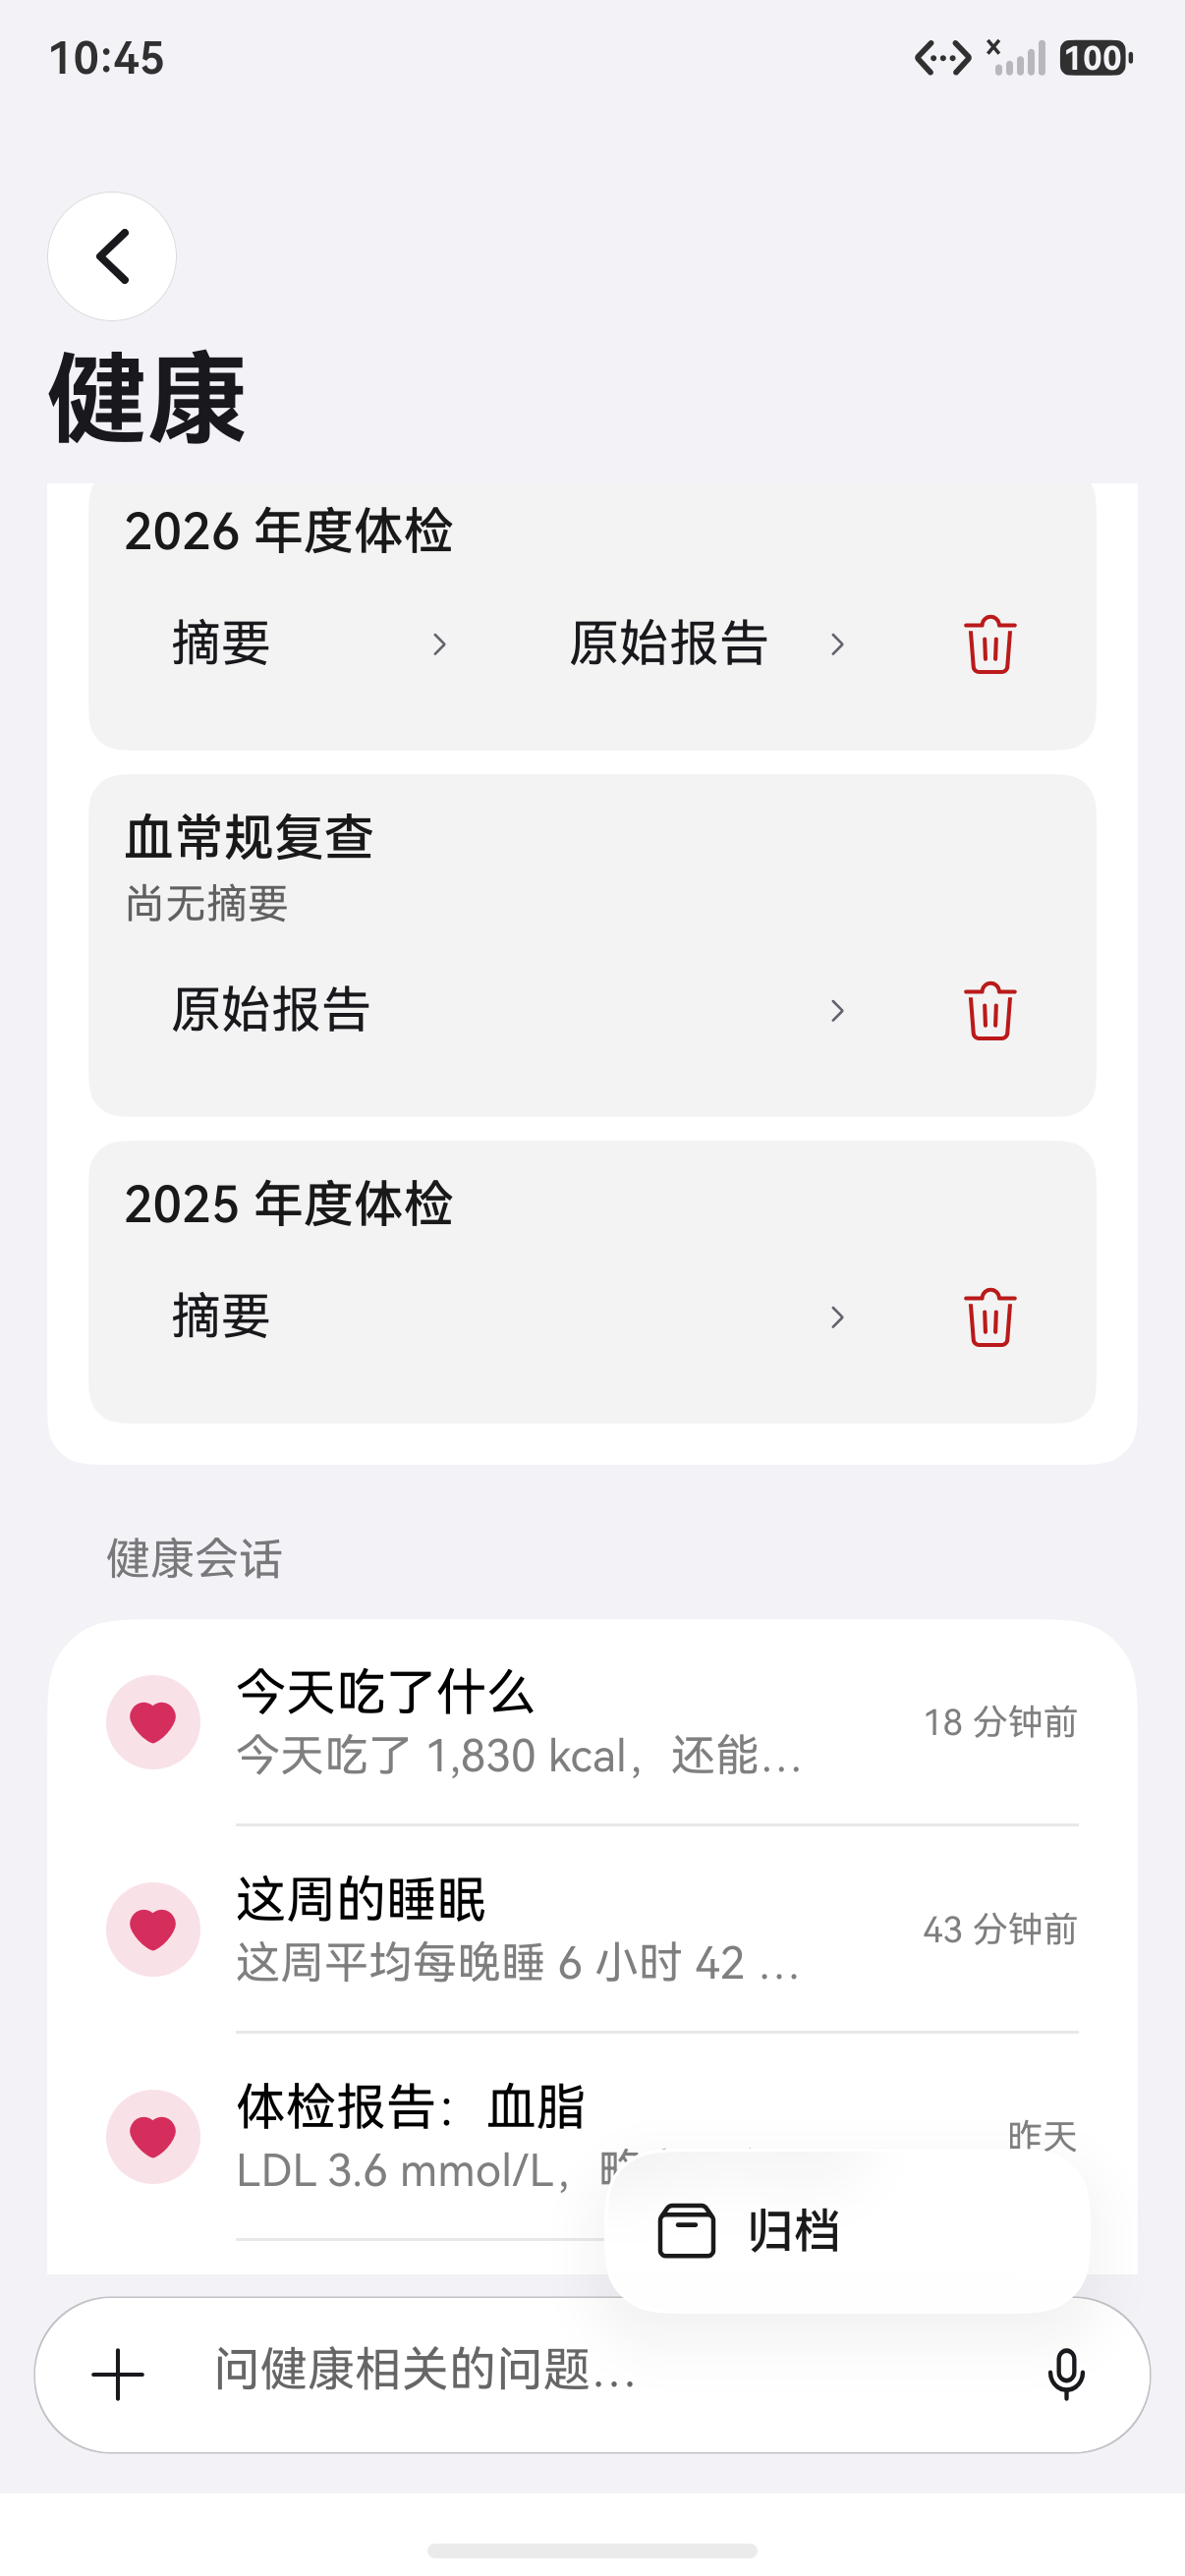 10:45
100
健康
2026 年度体检
摘要
原始报告
血常规复查
尚无摘要
原始报告
2025 年度体检
摘要
健康会话
今天吃了什么
18 分钟前
今天吃了 1,830 kcal，还能…
这周的睡眠
43 分钟前
这周平均每晚睡 6 小时 42 …
体检报告：血脂
昨天
LDL 3.6 mmol/L，
归档
问健康相关的问题…